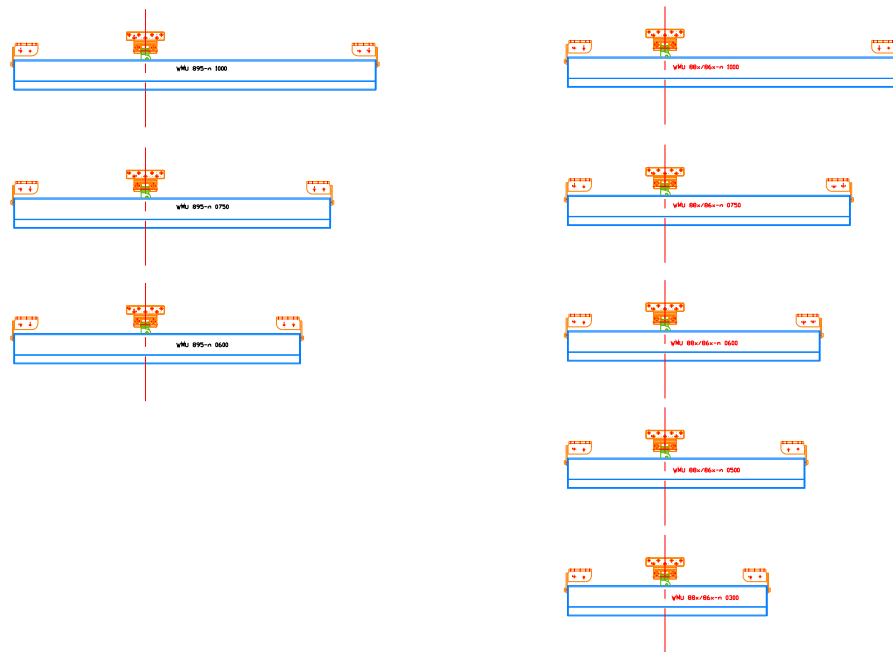 WMU 895-n 1000
WMU 88x/86x-n 1000
WMU 895-n 0750
WMU 88x/86x-n 0750
WMU 895-n 0600
WMU 88x/86x-n 0600
WMU 88x/86x-n 0500
WMU 88x/86x-n 0300